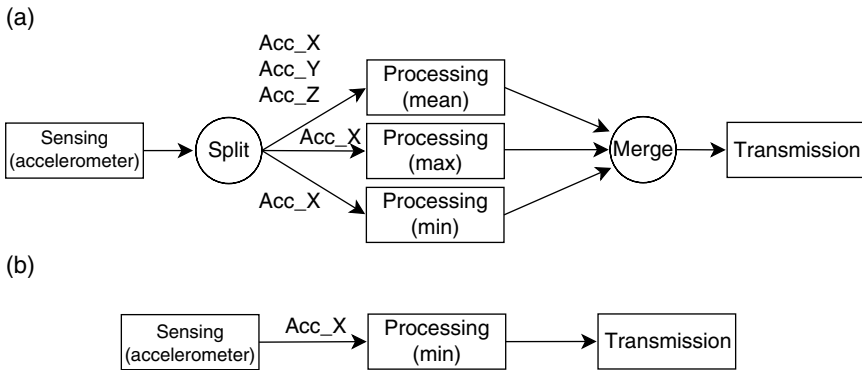 (a)
Acc_X
Acc_Y
Acc_Z
Processing
(mean)
Sensing
(accelerometer)
Split
Acc_X
Processing
(max)
Merge
Transmission
Acc_X
Processing
(min)
(b)
Sensing
(accelerometer)
Acc_X
Processing
(min)
Transmission